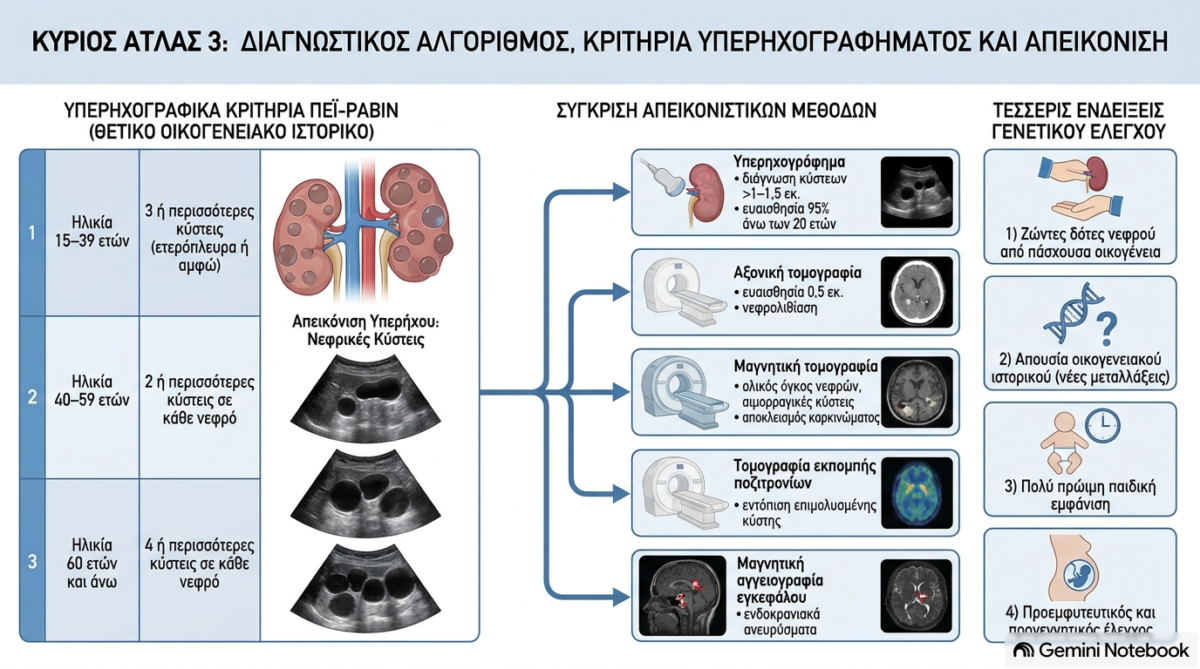 ΚΥΡΙΟΣ ΑΤΛΑΣ 3: ΔΙΑΓΝΩΣΤΙΚΟΣ ΑΛΓΟΡΙΘΜΟΣ, ΚΡΙΤΗΡΙΑ ΥΠΕΡΗΧΟΓΡΑΦΗΜΑΤΟΣ ΚΑΙ ΑΠΕΙΚΟΝΙΣΗ
ΥΠΕΡΗΧΟΓΡΑΦΙΚΑ ΚΡΙΤΗΡΙΑ ΠΕΪ-ΡΑΒΙΝ
(ΘΕΤΙΚΟ ΟΙΚΟΓΕΝΕΙΑΚΟ ΙΣΤΟΡΙΚΟ)
1
Ηλικία
15–39 ετών
3 ή περισσότερες
κύστεις
(ετερόπλευρα ή
αμφώ)
2
Ηλικία
40–59 ετών
2 ή περισσότερες
κύστεις σε
κάθε νεφρό
3
Ηλικία
60 ετών
και άνω
4 ή περισσότερες
κύστεις σε κάθε
νεφρό
Απεικόνιση Υπερήχου:
Νεφρικές Κύστεις
ΣΥΓΚΡΙΣΗ ΑΠΕΙΚΟΝΙΣΤΙΚΩΝ ΜΕΘΟΔΩΝ
Υπερηχογρόφημα
• διάγνωση κύστεων
>1–1,5 εκ.
• ευαισθησία 95%
άνω των 20 ετών
Αξονική τομογραφία
• ευαισθησία 0,5 εκ.
• νεφρολιθίαση
Μαγνητική τομογραφία
• ολικός όγκος νεφρών,
αιμορραγικές κύστεις
• αποκλεισμός καρκινώματος
Τομογραφία εκπομπής
ποζιτρονίων
• εντόπιση επιμολυσμένης
κύστης
Μαγνητική
αγγειογραφία
εγκεφάλου
• ενδοκρανιακά
ανευρύσματα
ΤΕΣΣΕΡΙΣ ΕΝΔΕΙΞΕΙΣ
ΓΕΝΕΤΙΚΟΥ ΕΛΕΓΧΟΥ
1) Ζώντες δότες νεφρού
από πάσχουσα οικογένεια
2) Απουσία οικογενειακού
ιστορικού (νέες μεταλλάξεις)
3) Πολύ πρώιμη παιδική
εμφάνιση
4) Προεμφυτευτικός και
προγεννητικός έλεγχος
Gemini Notebook